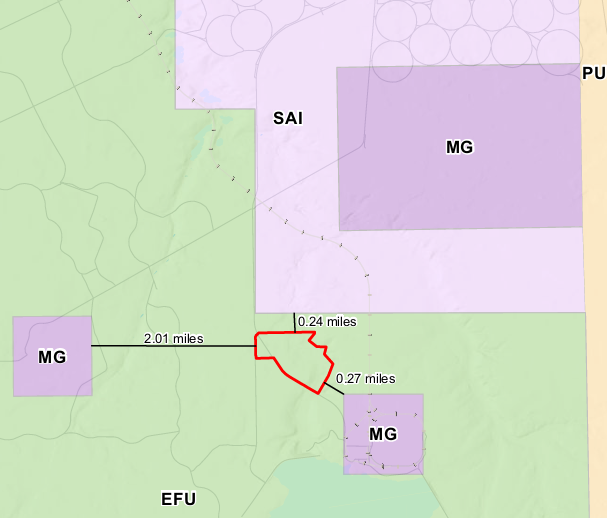 PU
SAI
MG
0.24 miles
2.01 miles
MG
0.27 miles
MG
EFU